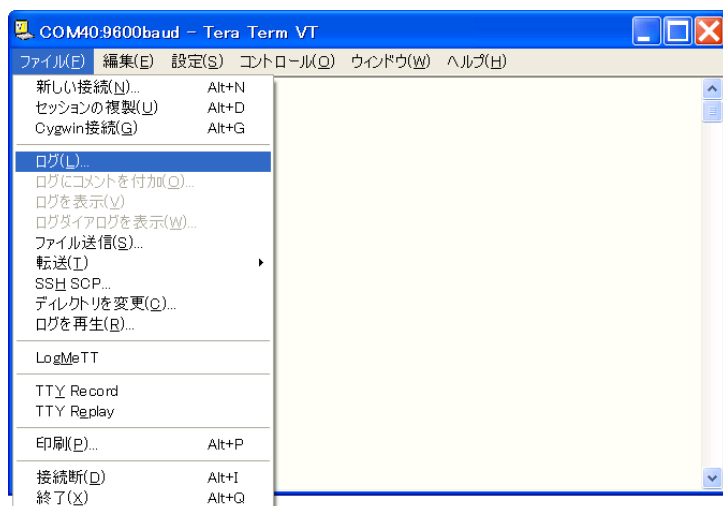 COM40:9600baud - Tera Term VT
ファイル(F) 編集(E) 設定(S) コントロール(O) ウィンドウ(W) ヘルプ(H)
新しい接続(N)... Alt+N
セッションの複製(U) Alt+D
Cygwin接続(G) Alt+G
ログ(L)...
ログにコメントを付加(O)...
ログを表示(V)
ログダイアログを表示(W)...
ファイル送信(S)...
転送(T)
SSH SCP...
ディレクトリを変更(C)...
ログを再生(R)...
LogMeTT
TTY Record
TTY Replay
印刷(P)... Alt+P
接続断(D) Alt+I
終了(X) Alt+Q